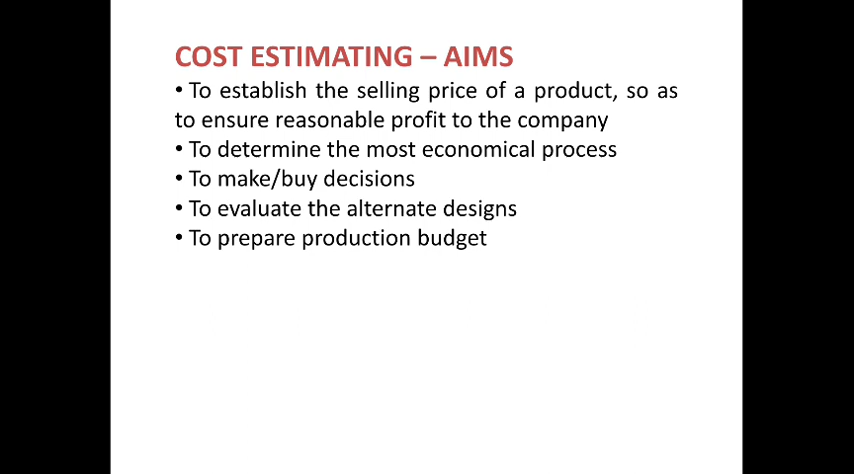 COST ESTIMATING – AIMS
• To establish the selling price of a product, so as
to ensure reasonable profit to the company
• To determine the most economical process
• To make/buy decisions
• To evaluate the alternate designs
• To prepare production budget